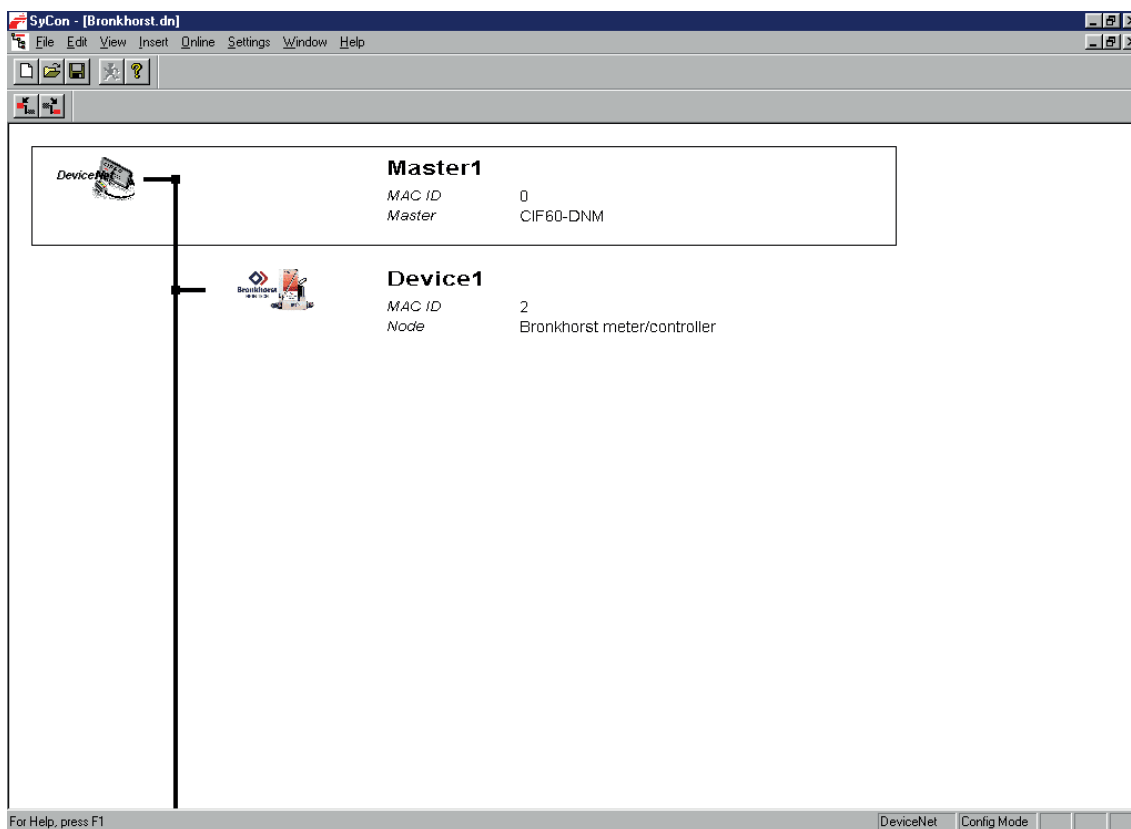 SyCon - [Bronkhorst.dn]
File Edit View Insert Online Settings Window Help
DeviceNet
Master1
MAC ID 0
Master CIF60-DNM
Bronkhorst
Device1
MAC ID 2
Node Bronkhorst meter/controller
For Help, press F1
DeviceNet Config Mode